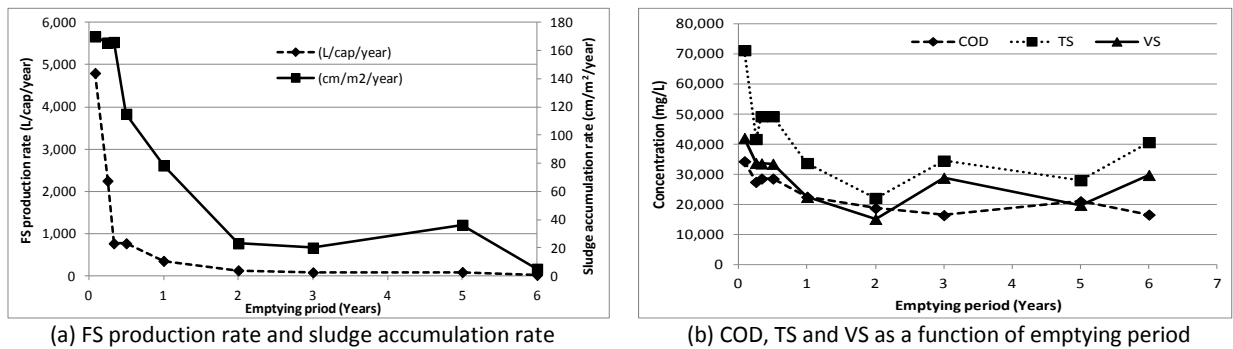 6,000
5,000
4,000
3,000
2,000
1,000
0
FS production rate (L/cap/year)
180
160
140
120
100
80
60
40
20
0
Sludge accumulation rate (cm/m²/year)
(L/cap/year)
(cm/m2/year)
0 1 2 3 4 5 6
Emptying priod (Years)
(a) FS production rate and sludge accumulation rate
80,000
70,000
60,000
50,000
40,000
30,000
20,000
10,000
0
Concentration (mg/L)
COD TS VS
0 1 2 3 4 5 6 7
Emptying period (Years)
(b) COD, TS and VS as a function of emptying period